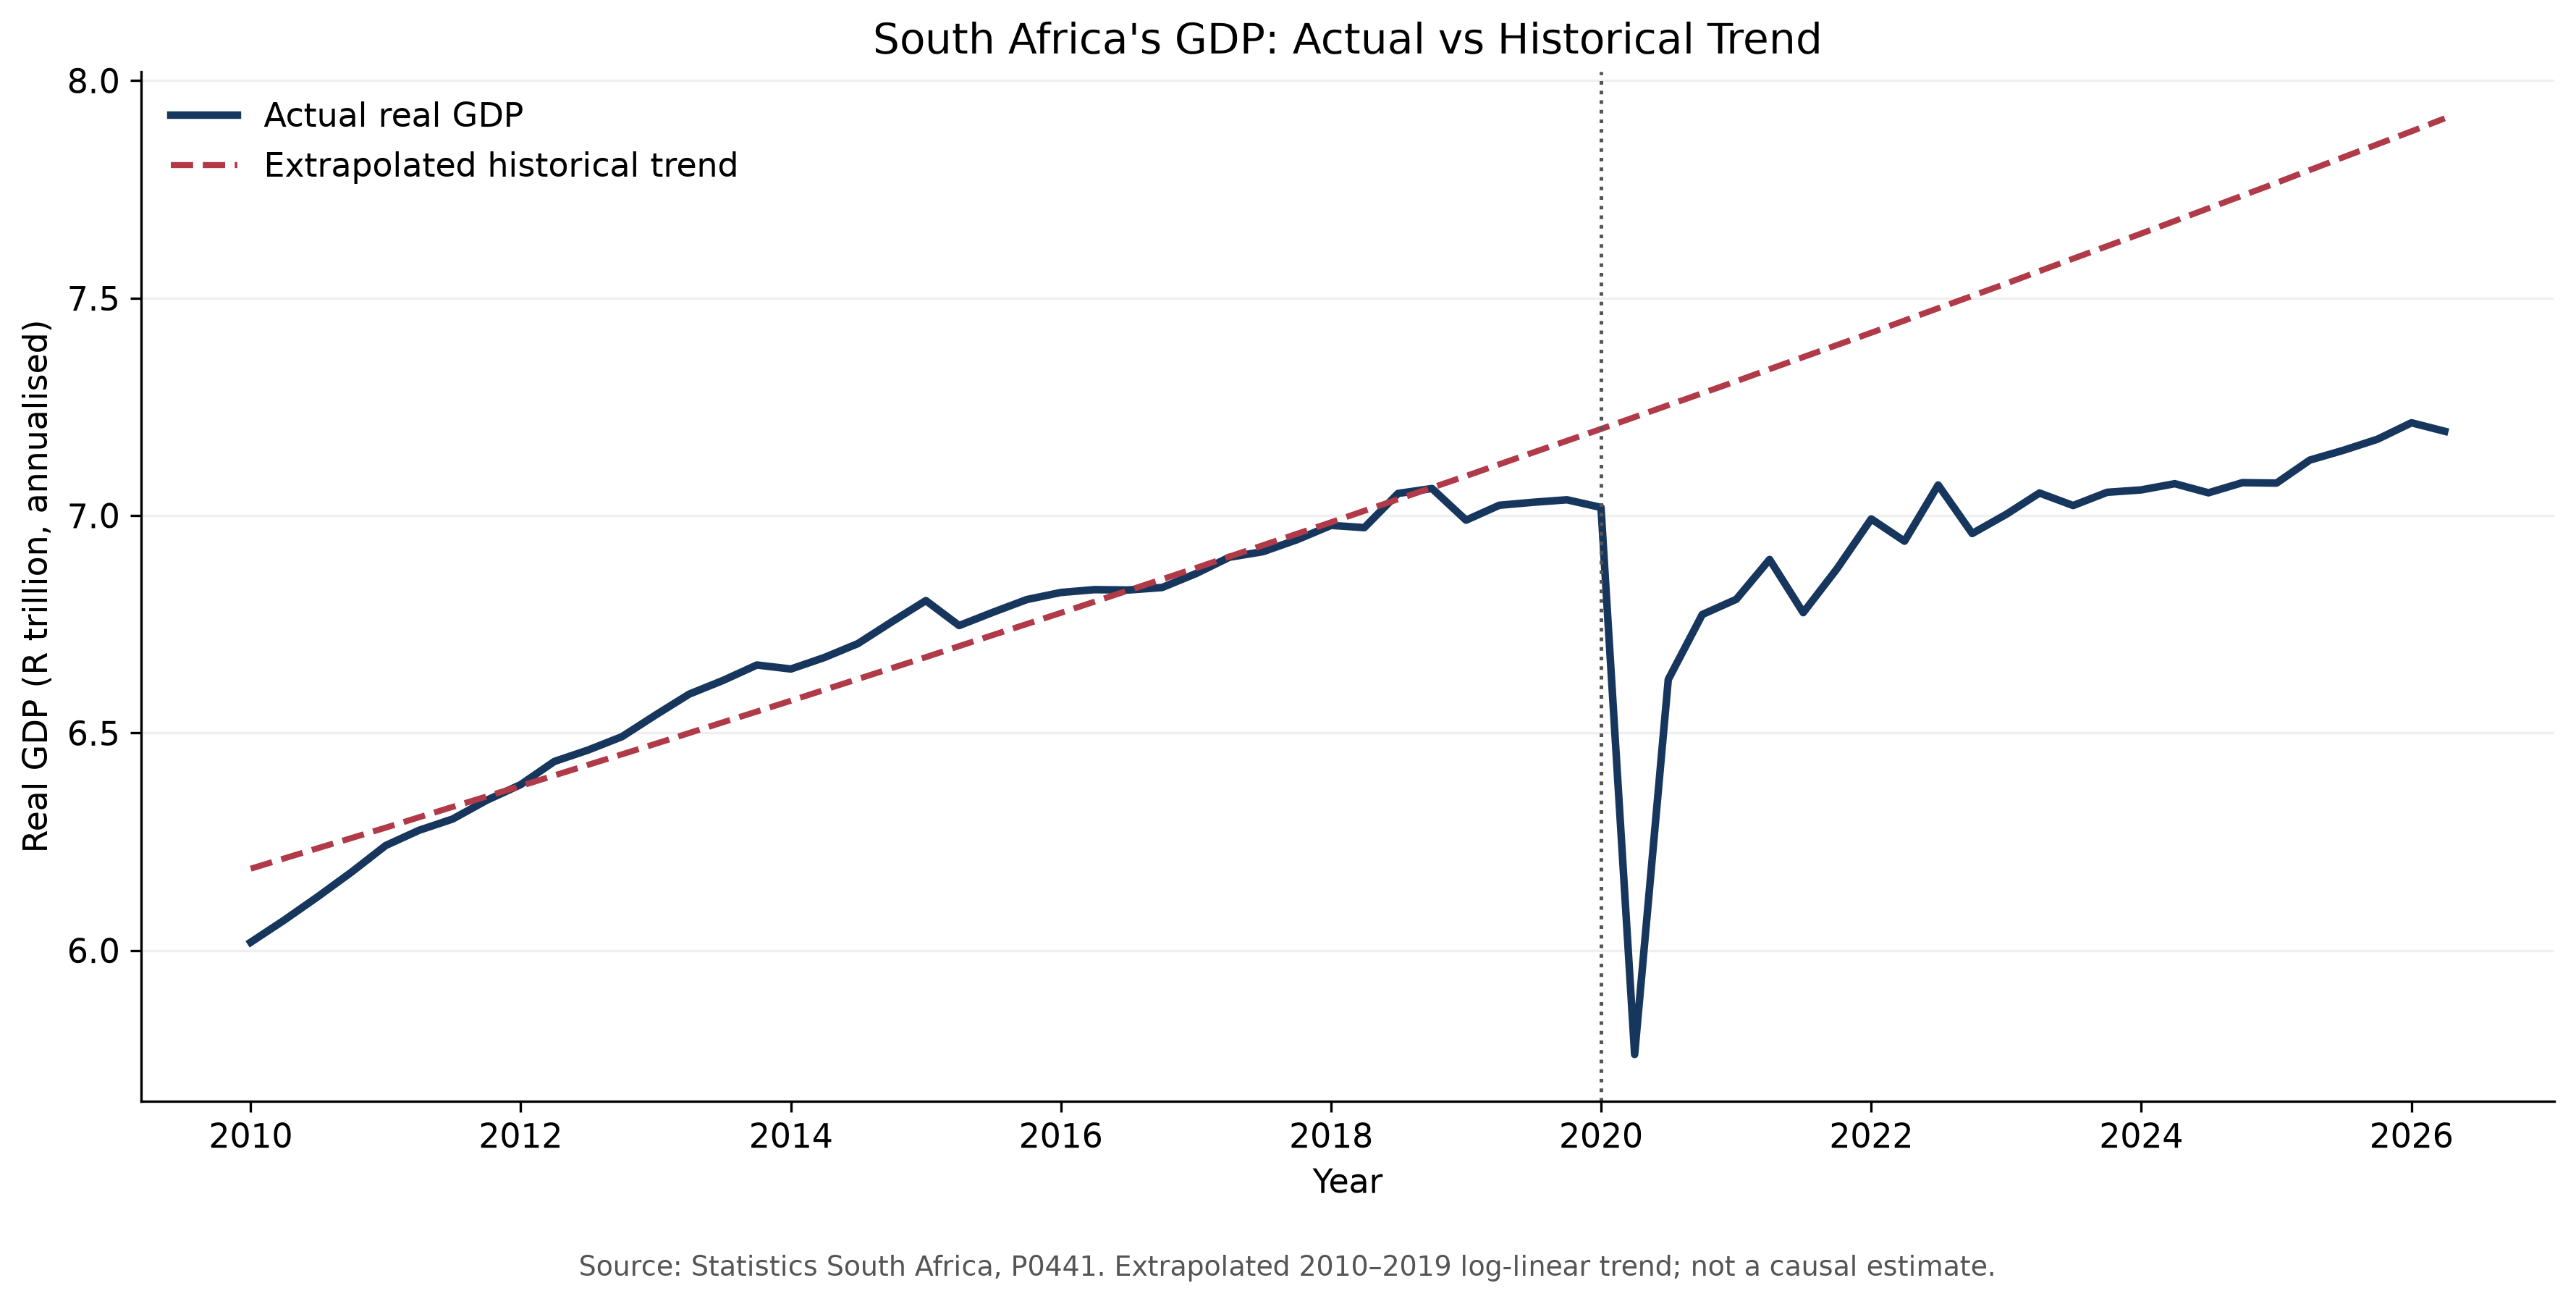 South Africa's GDP: Actual vs Historical Trend
Actual real GDP
Extrapolated historical trend
Real GDP (R trillion, annualised)
8.0
7.5
7.0
6.5
6.0
2010 2012 2014 2016 2018 2020 2022 2024 2026
Year
Source: Statistics South Africa, P0441. Extrapolated 2010–2019 log-linear trend; not a causal estimate.